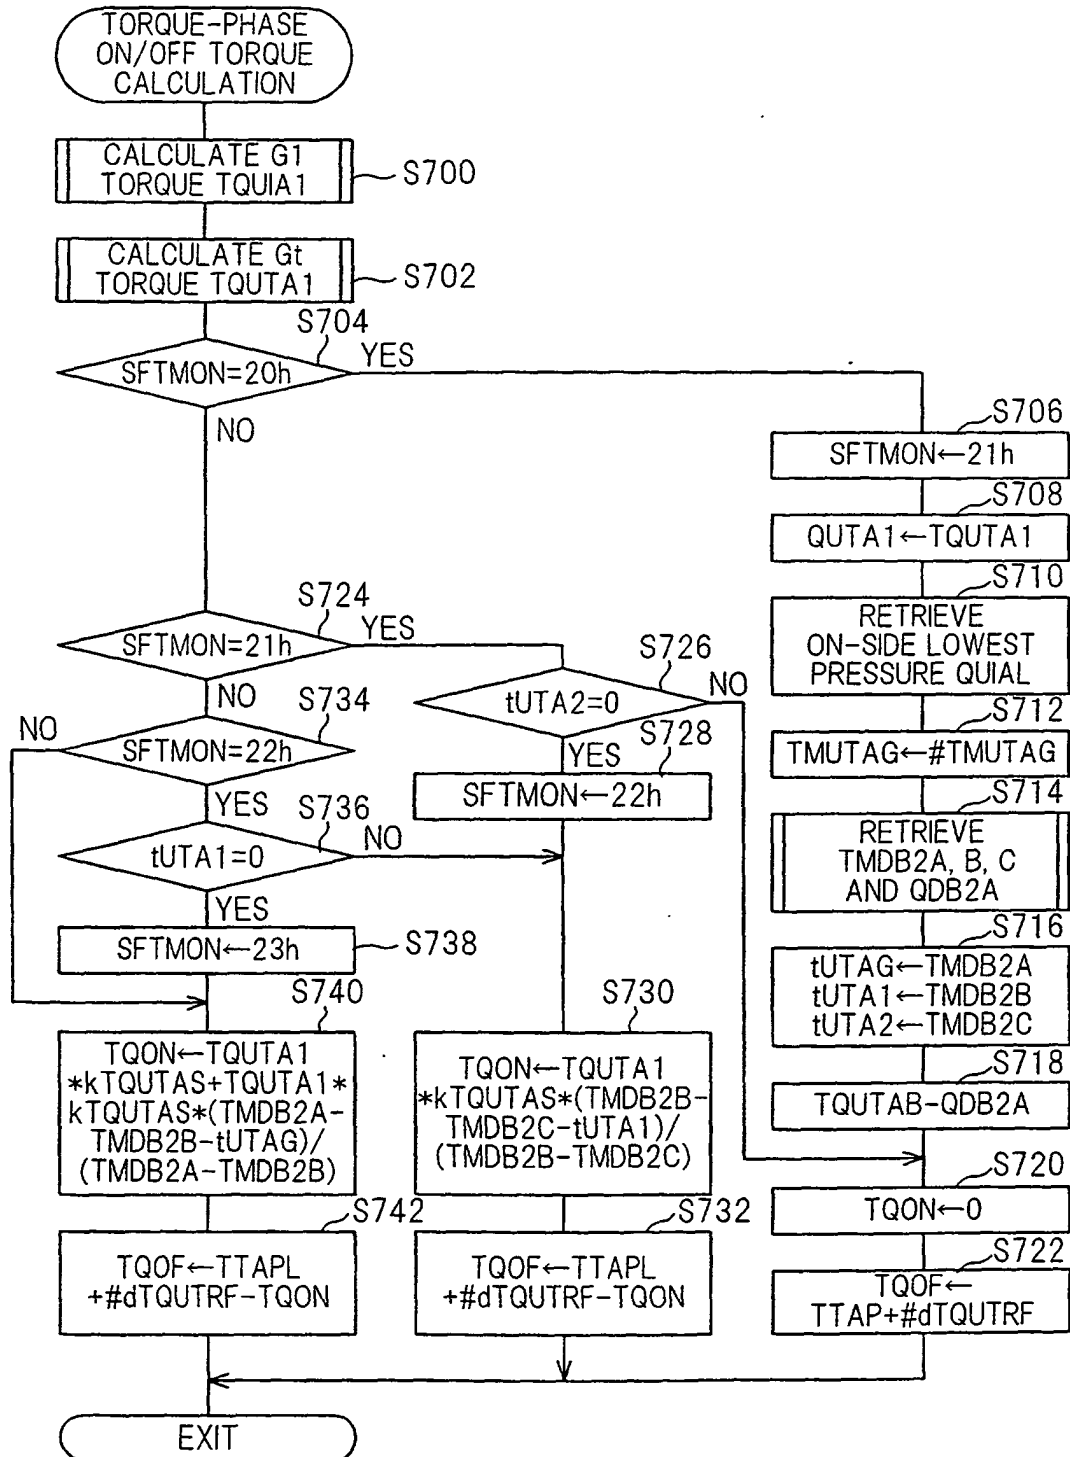 TORQUE-PHASE
ON/OFF TORQUE
CALCULATION
CALCULATE G1
TORQUE TQUIA1
S700
CALCULATE Gt
TORQUE TQUTA1
S702
S704
SFTMON=20h
YES
NO
S706
SFTMON←21h
S708
QUTA1←TQUTA1
S710
RETRIEVE
ON-SIDE LOWEST
PRESSURE QUIAL
S712
TMUTAG←#TMUTAG
S714
RETRIEVE
TMDB2A, B, C
AND QDB2A
S716
tUTAG←TMDB2A
tUTA1←TMDB2B
tUTA2←TMDB2C
S718
TQUTAB-QDB2A
S720
TQON←0
S722
TQOF←
TTAP+#dTQUTRF
S724
SFTMON=21h
YES
NO
S726
tUTA2=0
NO
YES
S728
SFTMON←22h
S734
NO
SFTMON=22h
YES
S736
tUTA1=0
NO
YES
SFTMON←23h
S738
S740
TQON←TQUTA1
*kTQUTAS+TQUTA1*
kTQUTAS*(TMDB2A-
TMDB2B-tUTAG)/
(TMDB2A-TMDB2B)
S730
TQON←TQUTA1
*kTQUTAS*(TMDB2B-
TMDB2C-tUTA1)/
(TMDB2B-TMDB2C)
S742
TQOF←TTAPL
+#dTQUTRF-TQON
S732
TQOF←TTAPL
+#dTQUTRF-TQON
EXIT